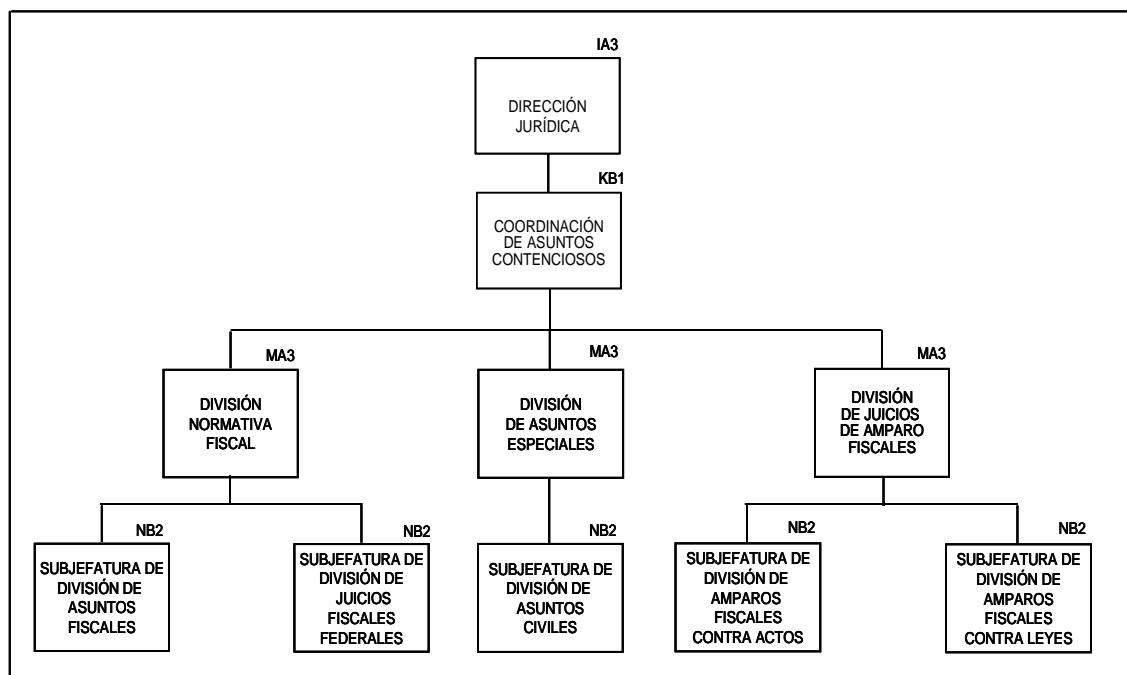 IA3
DIRECCIÓN
JURÍDICA
KB1
COORDINACIÓN
DE ASUNTOS
CONTENCIOSOS
MA3
DIVISIÓN
NORMATIVA
FISCAL
MA3
DIVISIÓN
DE ASUNTOS
ESPECIALES
MA3
DIVISIÓN
DE JUICIOS
DE AMPARO
FISCALES
NB2
SUBJEFATURA DE
DIVISIÓN DE
ASUNTOS
FISCALES
NB2
SUBJEFATURA DE
DIVISIÓN DE
JUICIOS
FISCALES
FEDERALES
NB2
SUBJEFATURA DE
DIVISIÓN DE
ASUNTOS
CIVILES
NB2
SUBJEFATURA DE
DIVISIÓN DE
AMPAROS
FISCALES
CONTRA ACTOS
NB2
SUBJEFATURA DE
DIVISIÓN DE
AMPAROS
FISCALES
CONTRA LEYES